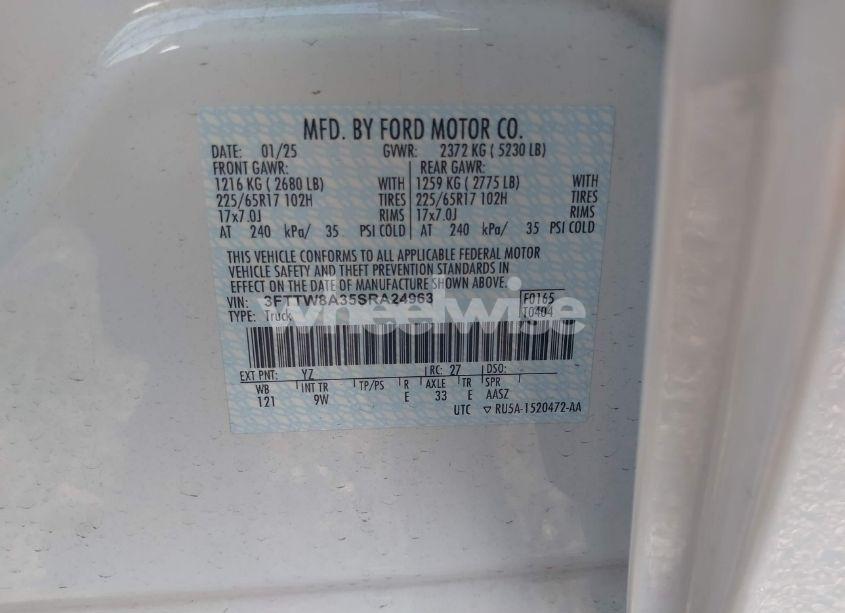 MFD. BY FORD MOTOR CO.
DATE: 01/25 GVWR: 2372 KG ( 5230 LB)
FRONT GAWR: REAR GAWR:
1216 KG ( 2680 LB) WITH 1259 KG ( 2775 LB) WITH
225/65R17 102H TIRES 225/65R17 102H TIRES
17x7.0J RIMS 17x7.0J RIMS
AT 240 kPa/ 35 PSI COLD AT 240 kPa/ 35 PSI COLD
THIS VEHICLE CONFORMS TO ALL APPLICABLE FEDERAL MOTOR
VEHICLE SAFETY AND THEFT PREVENTION STANDARDS IN
EFFECT ON THE DATE OF MANUFACTURE SHOWN ABOVE.
VIN: 3FTTW8A35SRA24963 F0165
TYPE: Truck T0404
wheelwise
EXT PNT: YZ RC: 27 DSO:
WB INT TR TP/PS R AXLE TR SPR
121 9W E 33 E AASZ
UTC ▽ RU5A-1520472-AA